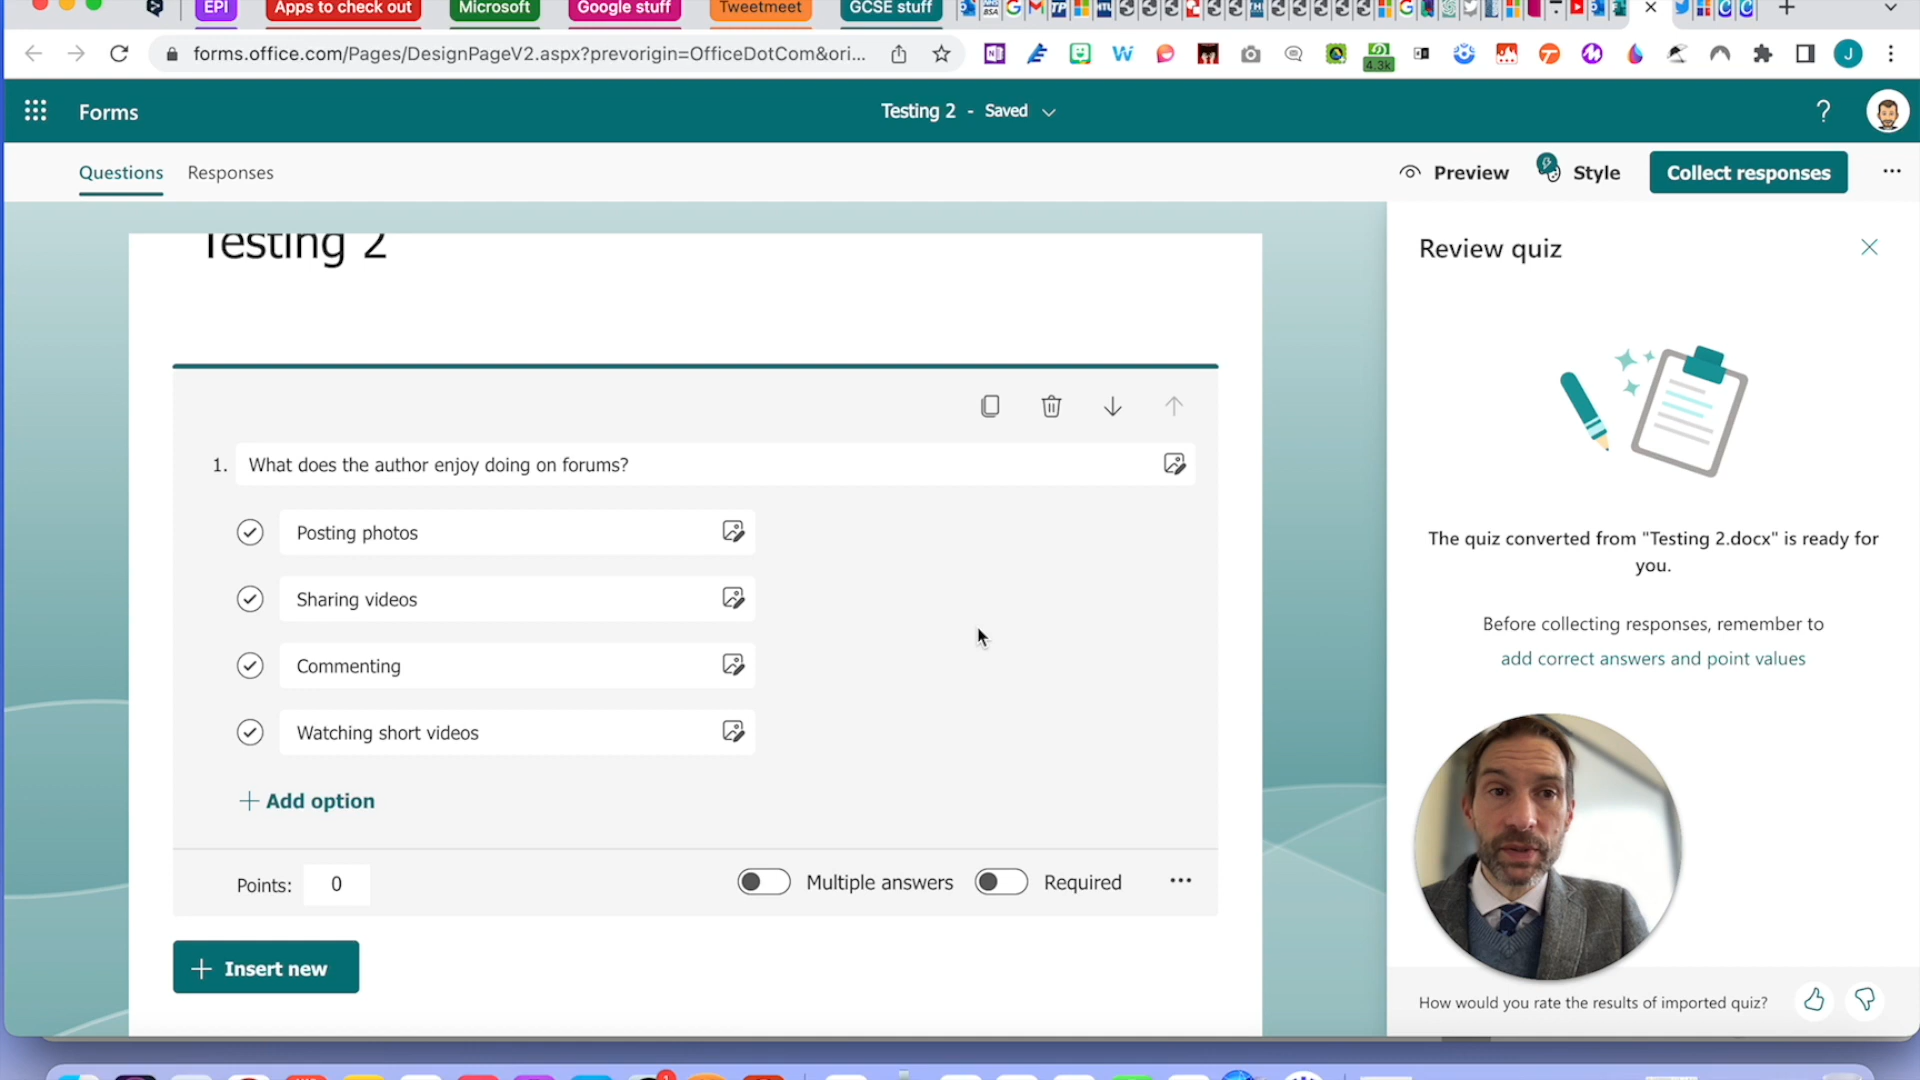 EPI
Apps to check out
Microsoft
Google stuff
Tweetmeet
GCSE stuff
forms.office.com/Pages/DesignPageV2.aspx?prevorigin=OfficeDotCom&ori...
4.3k
J
Forms
Testing 2 - Saved
?
Questions
Responses
Preview
Style
Collect responses
Testing 2
Review quiz
1. What does the author enjoy doing on forums?
Posting photos
Sharing videos
Commenting
Watching short videos
+ Add option
Points: 0
Multiple answers
Required
+ Insert new
The quiz converted from "Testing 2.docx" is ready for
you.
Before collecting responses, remember to
add correct answers and point values
How would you rate the results of imported quiz?